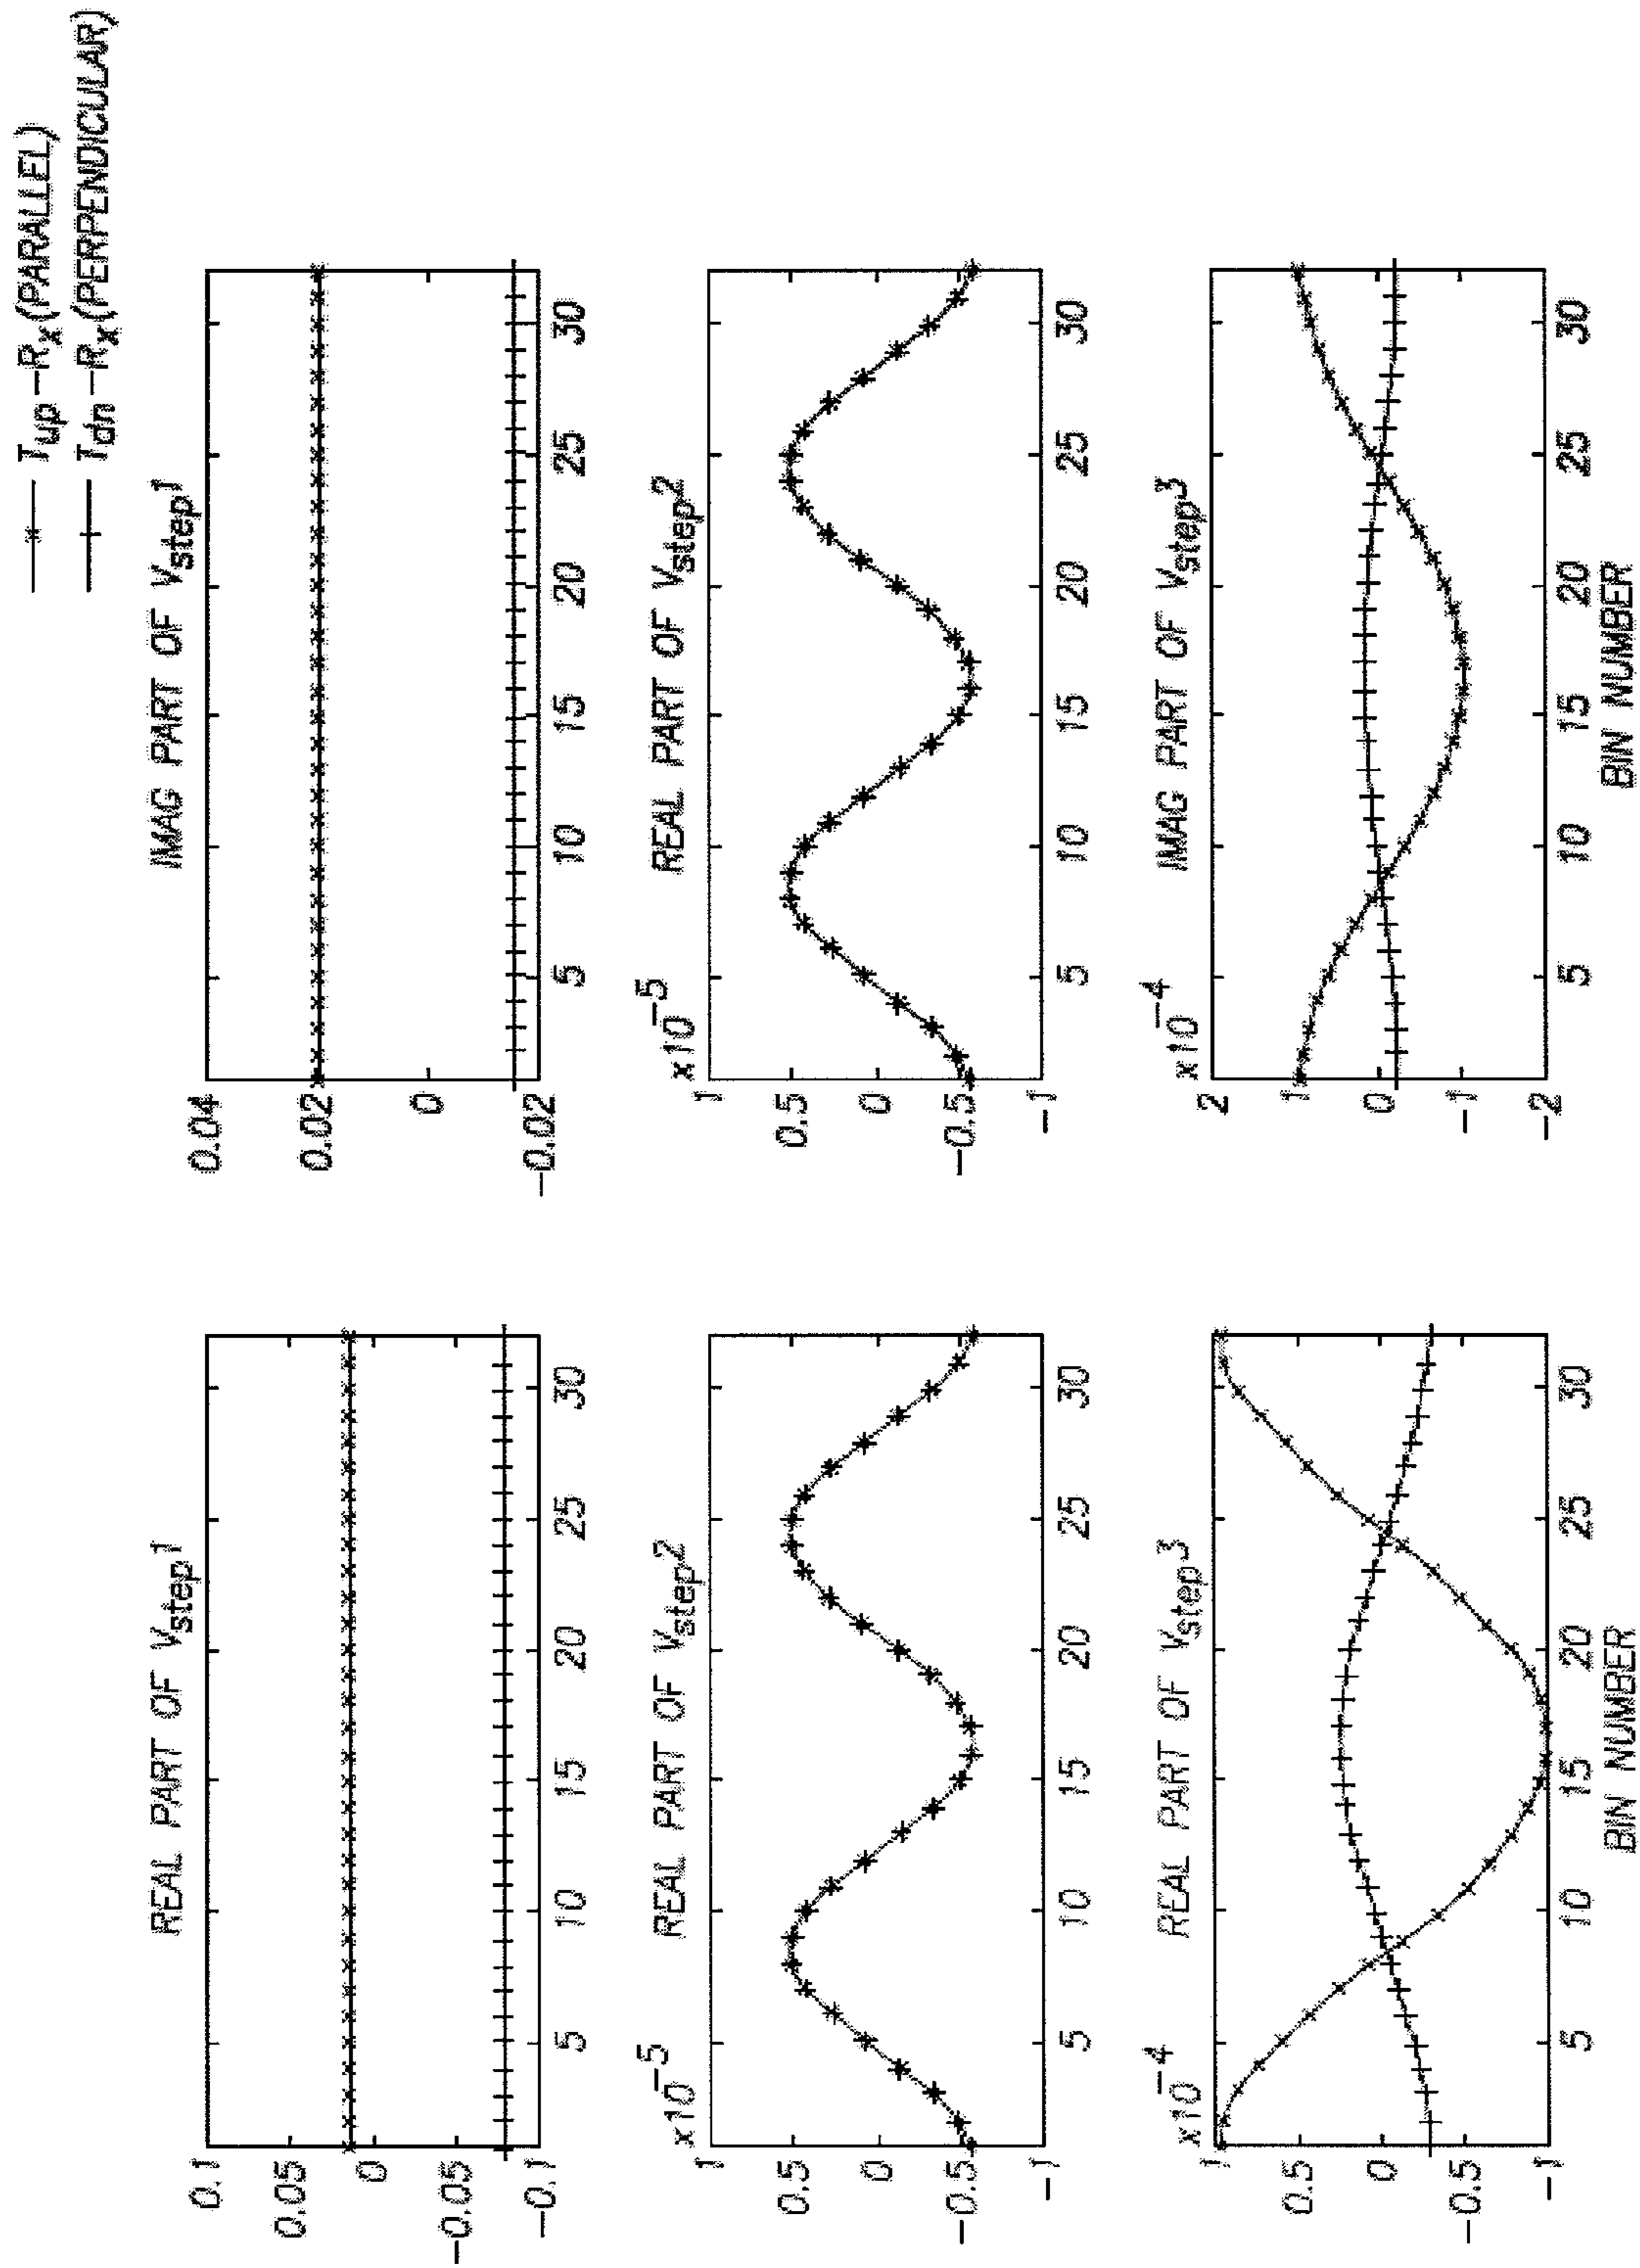 T_up-R_x(PARALLEL)
T_dn-R_x(PERPENDICULAR)
REAL PART OF V_step1
0.1
0.05
0
-0.05
-0.1
5 10 15 20 25 30
IMAG PART OF V_step1
0.04
0.02
0
-0.02
5 10 15 20 25 30
REAL PART OF V_step2
x10^-5
1
0.5
0
-0.5
-1
5 10 15 20 25 30
REAL PART OF V_step2
x10^-5
1
0.5
0
-0.5
-1
5 10 15 20 25 30
REAL PART OF V_step3
x10^-4
1
0.5
0
-0.5
-1
5 10 15 20 25 30
BIN NUMBER
IMAG PART OF V_step3
x10^-4
2
1
0
-1
-2
5 10 15 20 25 30
BIN NUMBER